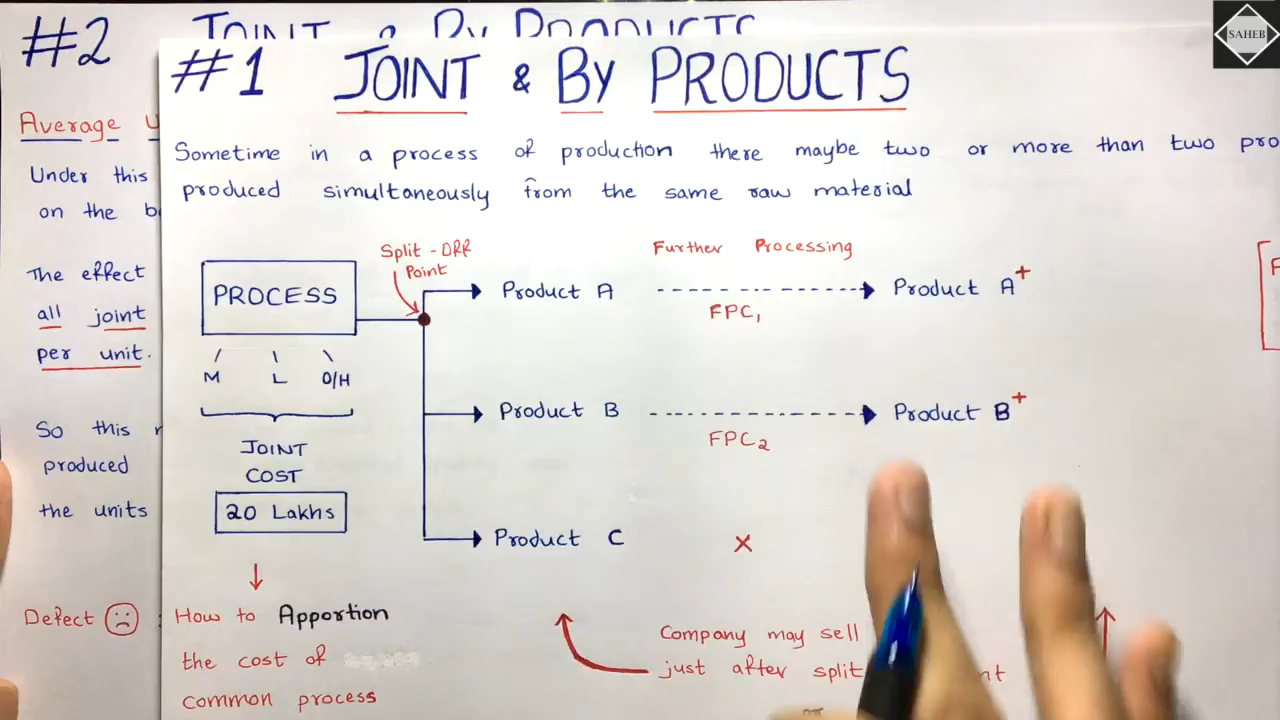 #2
#1 JOINT & BY PRODUCTS
SAHEB
Average
Under this
on the
The effect
all joint
per unit.
So this
produced
the units
Defect
Sometime in a process of production there maybe two or more than two
produced simultaneously from the same raw material
Split-Off
Point
Further Processing
PROCESS
Product A
FPC1
Product A+
M L O/H
Product B
FPC2
Product B+
JOINT
COST
20 Lakhs
Product C
X
How to Apportion
the cost of
common process
Company may sell
just after split